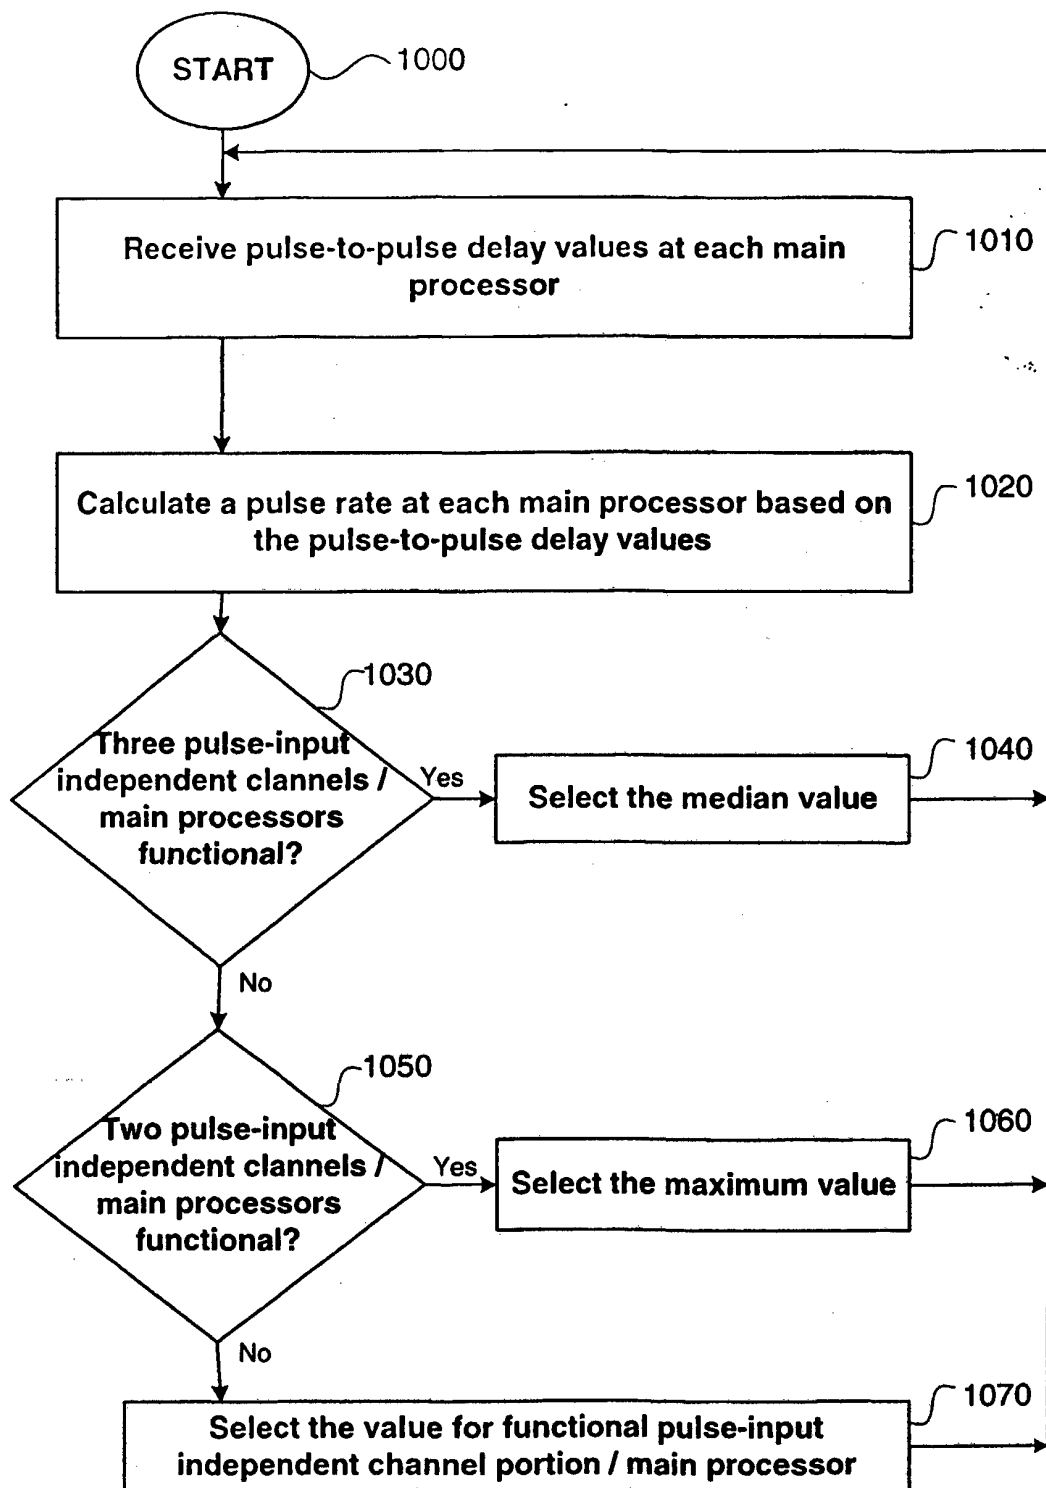 START
1000
Receive pulse-to-pulse delay values at each main
processor
1010
Calculate a pulse rate at each main processor based on
the pulse-to-pulse delay values
1020
1030
Three pulse-input
independent clannels /
main processors
functional?
Yes
Select the median value
1040
No
1050
Two pulse-input
independent clannels /
main processors
functional?
Yes
Select the maximum value
1060
No
Select the value for functional pulse-input
independent channel portion / main processor
1070